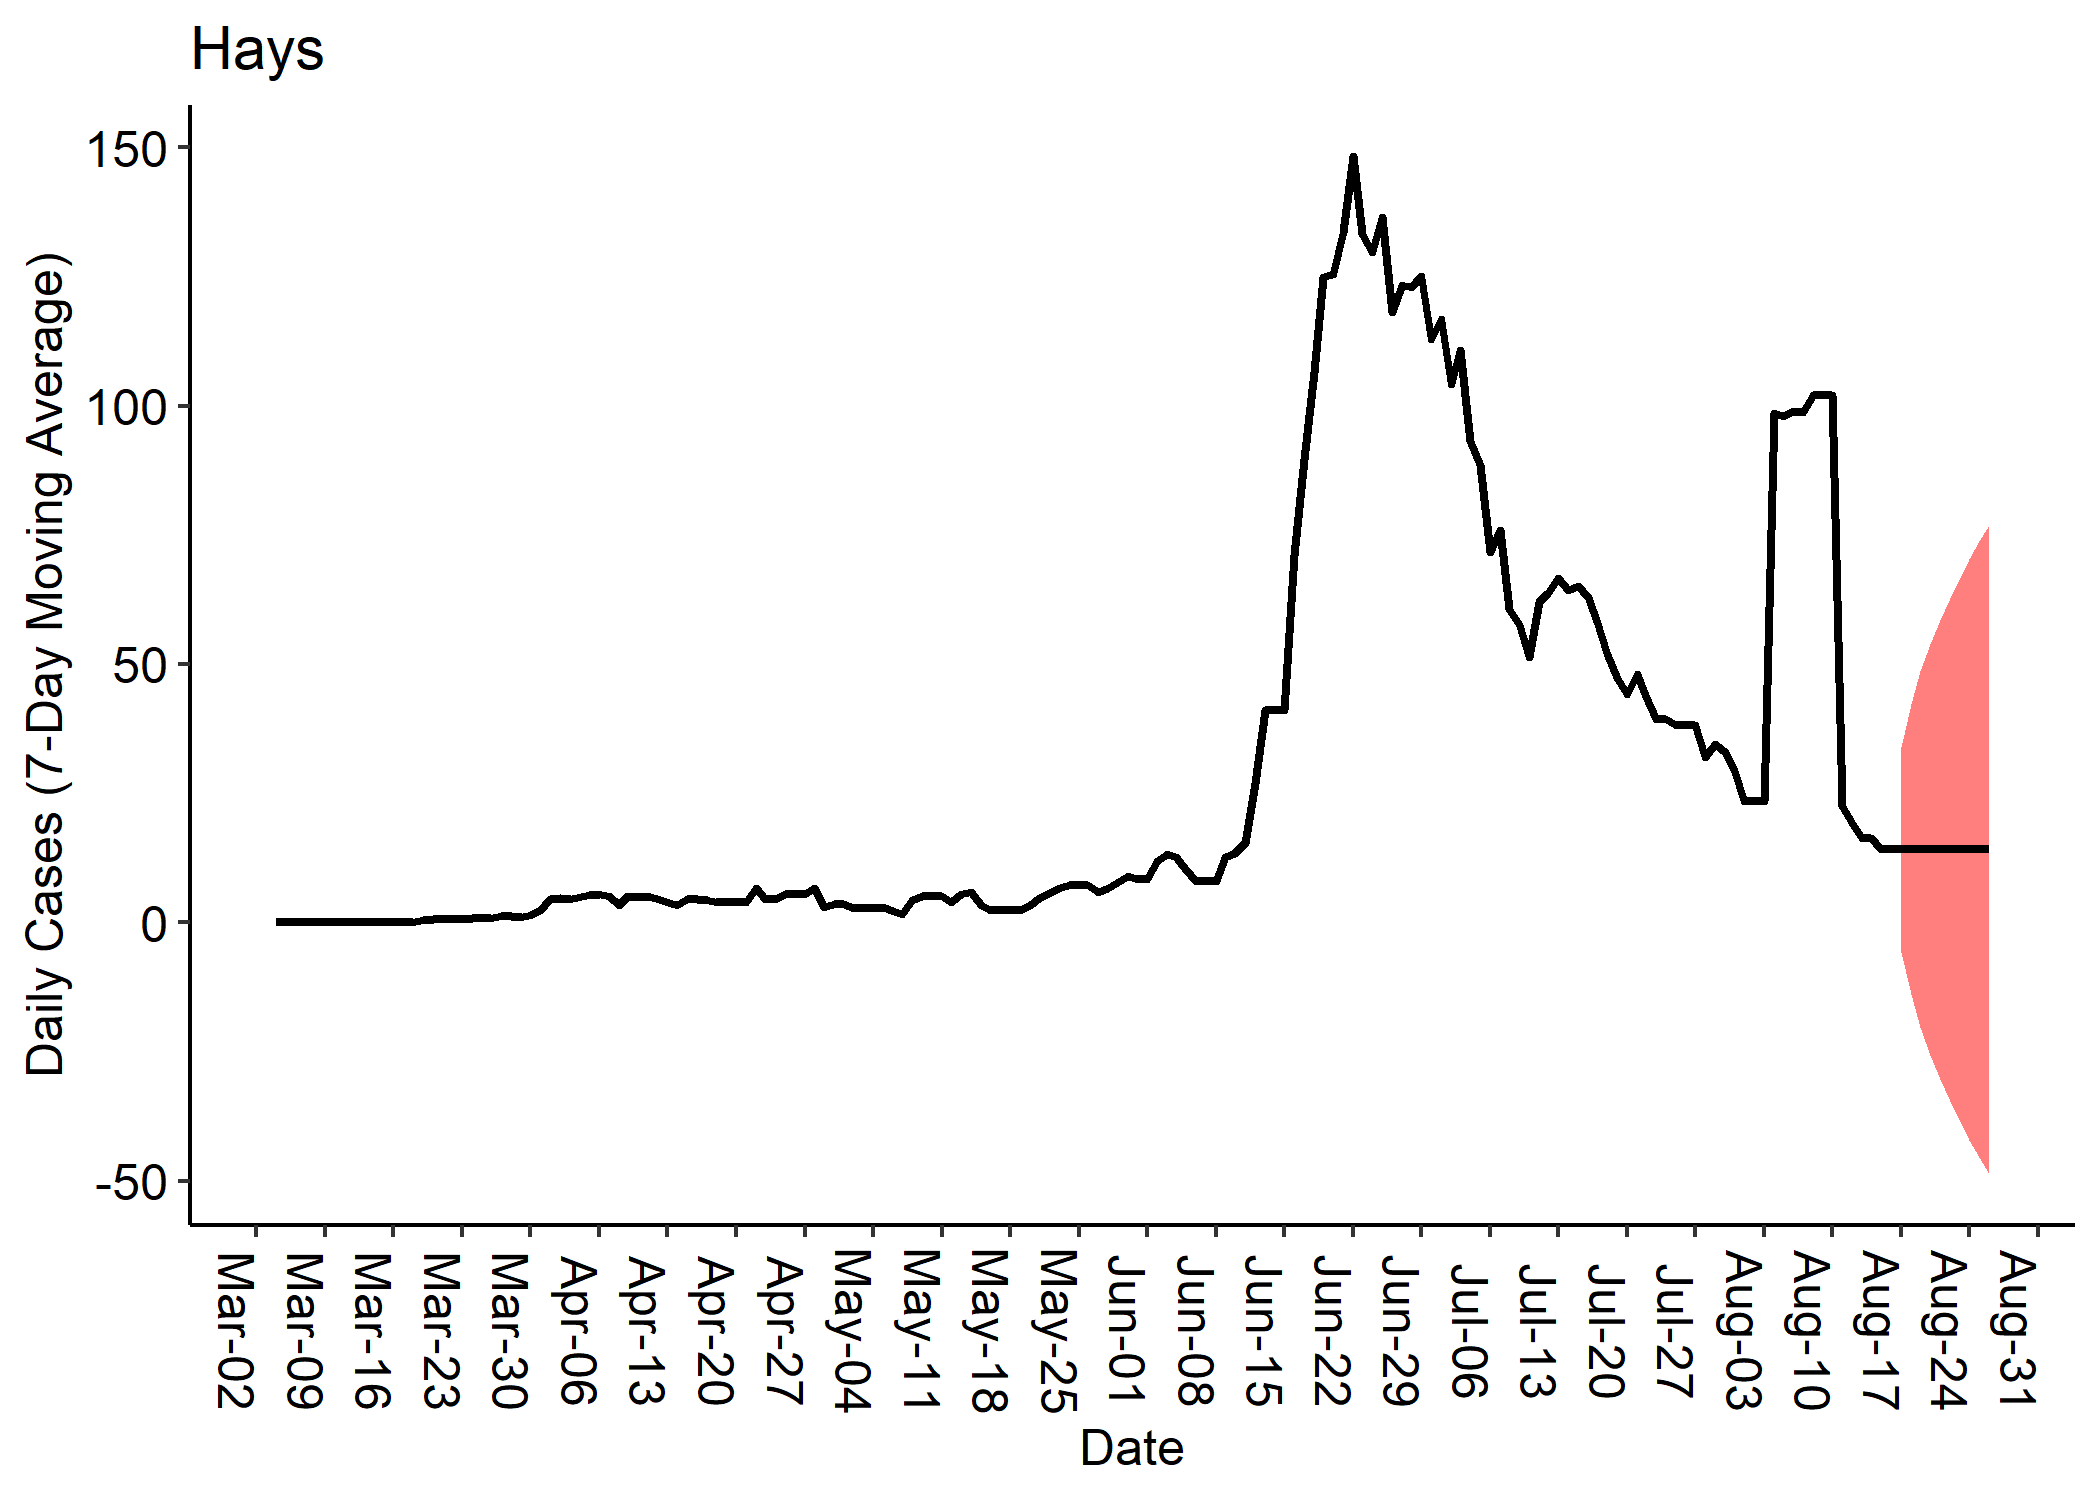 Hays
Daily Cases (7-Day Moving Average)
150
100
50
0
-50
Mar-02
Mar-09
Mar-16
Mar-23
Mar-30
Apr-06
Apr-13
Apr-20
Apr-27
May-04
May-11
May-18
May-25
Jun-01
Jun-08
Jun-15
Jun-22
Jun-29
Jul-06
Jul-13
Jul-20
Jul-27
Aug-03
Aug-10
Aug-17
Aug-24
Aug-31
Date